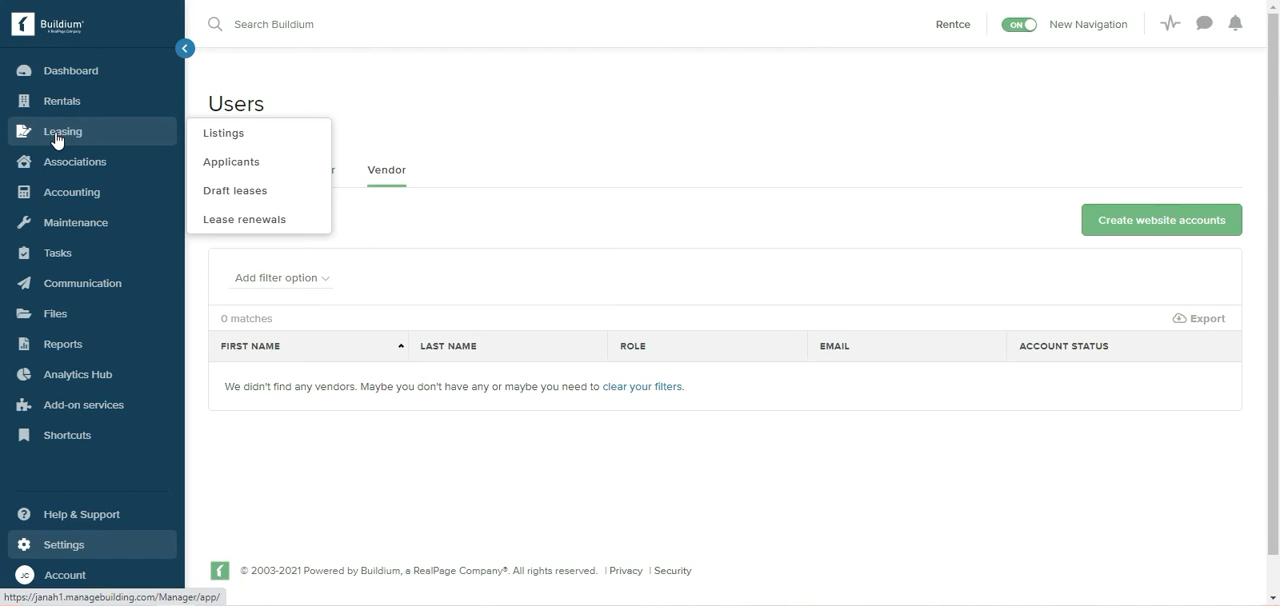 Buildium®
A RealPage Company
Search Buildium
Rentce
ON
New Navigation
Dashboard
Rentals
Leasing
Associations
Accounting
Maintenance
Tasks
Communication
Files
Reports
Analytics Hub
Add-on services
Shortcuts
Help & Support
Settings
JC
Account
https://janah1.managebuilding.com/Manager/app/
Users
Listings
Applicants
Draft leases
Lease renewals
r
Vendor
Create website accounts
Add filter option
0 matches
Export
FIRST NAME
LAST NAME
ROLE
EMAIL
ACCOUNT STATUS
We didn't find any vendors. Maybe you don't have any or maybe you need to clear your filters.
© 2003-2021 Powered by Buildium, a RealPage Company®. All rights reserved. | Privacy | Security